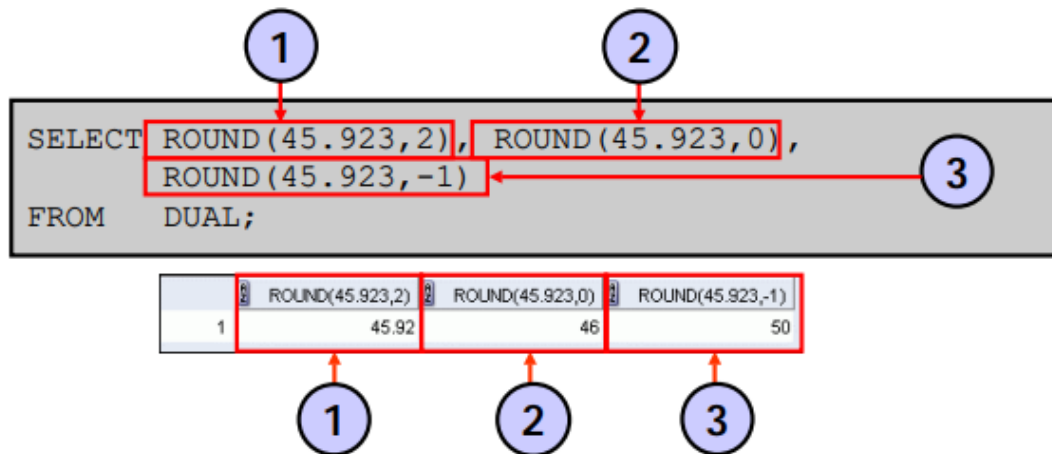 1 2
SELECT ROUND(45.923,2), ROUND(45.923,0),
ROUND(45.923,-1) 3
FROM DUAL;
ROUND(45.923,2) ROUND(45.923,0) ROUND(45.923,-1)
1 45.92 46 50
1 2 3